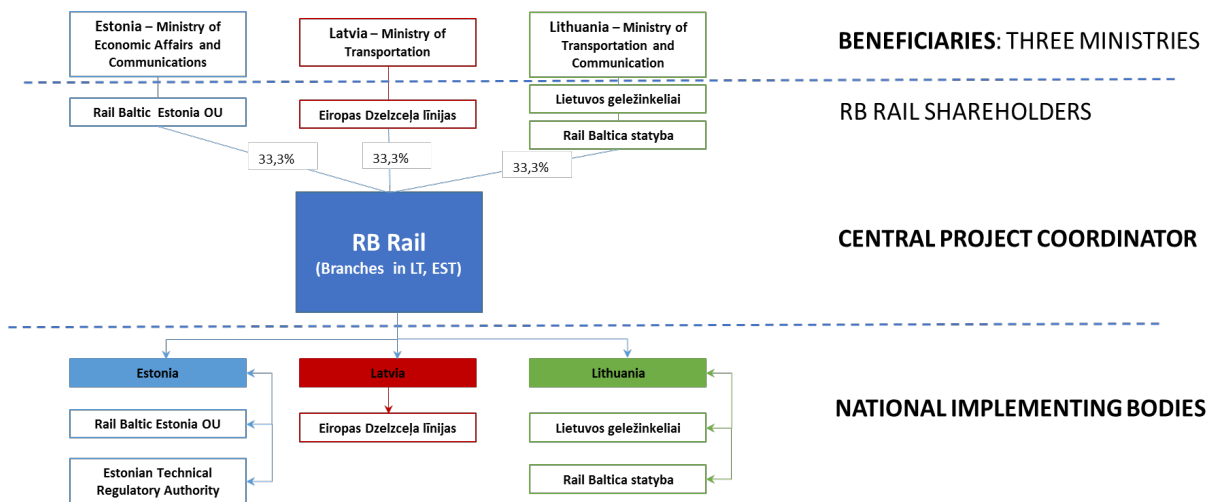 Estonia – Ministry of
Economic Affairs and
Communications
Latvia – Ministry of
Transportation
Lithuania – Ministry of
Transportation and
Communication
BENEFICIARIES: THREE MINISTRIES
Rail Baltic Estonia OU
Eiropas Dzelzceļa līnijas
Lietuvos geležinkeliai
Rail Baltica statyba
RB RAIL SHAREHOLDERS
33,3%
33,3%
33,3%
RB Rail
(Branches in LT, EST)
CENTRAL PROJECT COORDINATOR
Estonia
Latvia
Lithuania
Rail Baltic Estonia OU
Eiropas Dzelzceļa līnijas
Lietuvos geležinkeliai
NATIONAL IMPLEMENTING BODIES
Estonian Technical
Regulatory Authority
Rail Baltica statyba